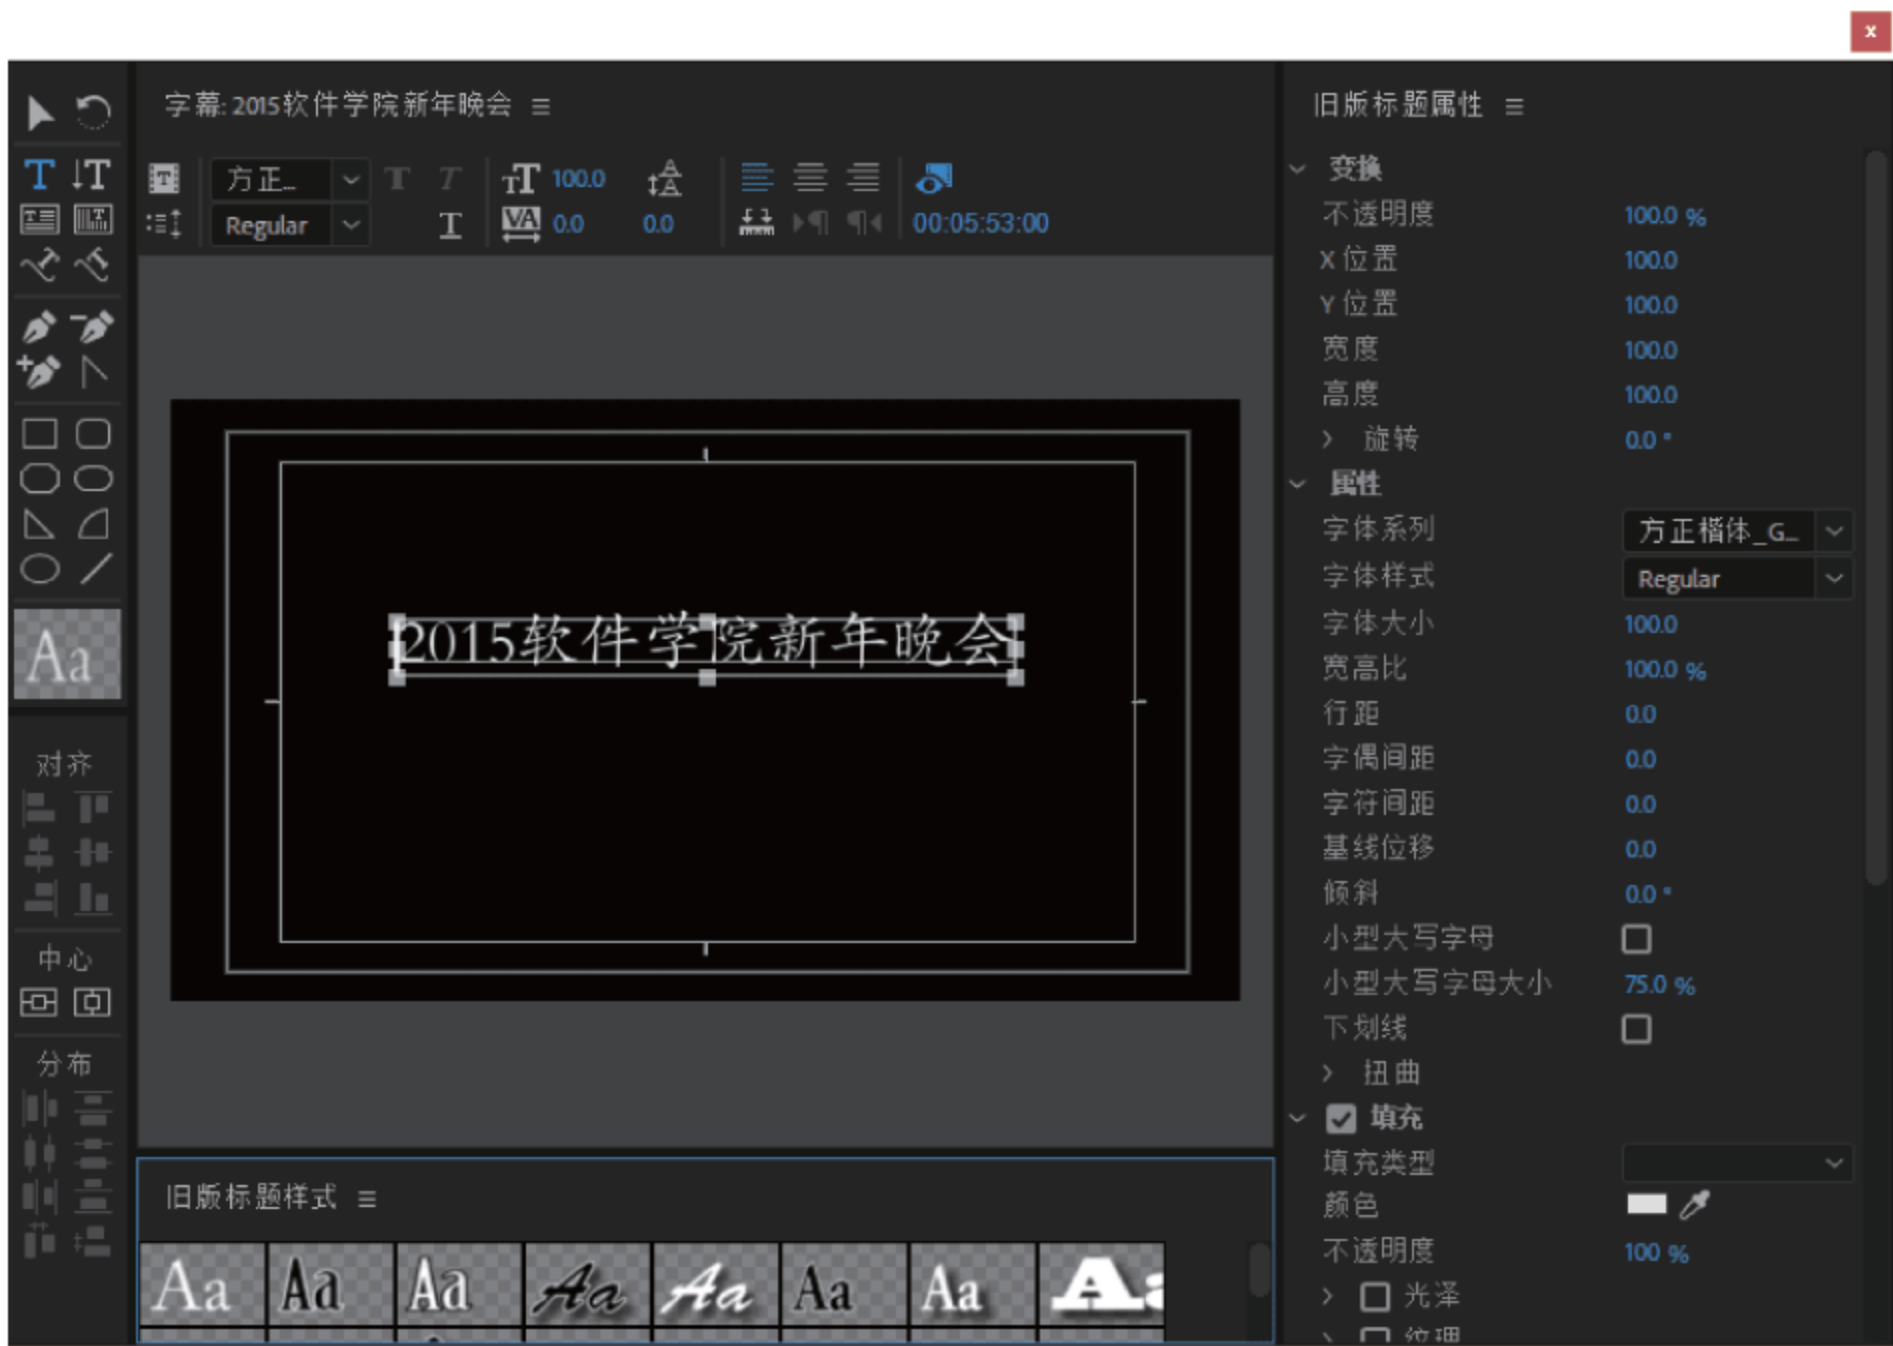 x
字幕: 2015软件学院新年晚会
方正...
Regular
100.0
0.0
0.0
00:05:53:00
2015软件学院新年晚会
Aa
对齐
中心
分布
旧版标题样式
Aa Aa Aa Aa Aa Aa Aa Aa
旧版标题属性
变换
不透明度 100.0 %
X 位置 100.0
Y 位置 100.0
宽度 100.0
高度 100.0
旋转 0.0 °
属性
字体系列 方正楷体_G...
字体样式 Regular
字体大小 100.0
宽高比 100.0 %
行距 0.0
字偶间距 0.0
字符间距 0.0
基线位移 0.0
倾斜 0.0 °
小型大写字母
小型大写字母大小 75.0 %
下划线
扭曲
填充
填充类型
颜色
不透明度 100 %
光泽
纹理